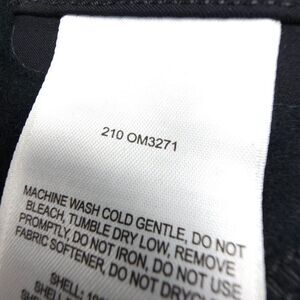 210 OM3271
MACHINE WASH COLD GENTLE, DO NOT
BLEACH, TUMBLE DRY LOW, REMOVE
PROMPTLY, DO NOT IRON, DO NOT USE
FABRIC SOFTENER, DO NOT DRYC
SHELL: